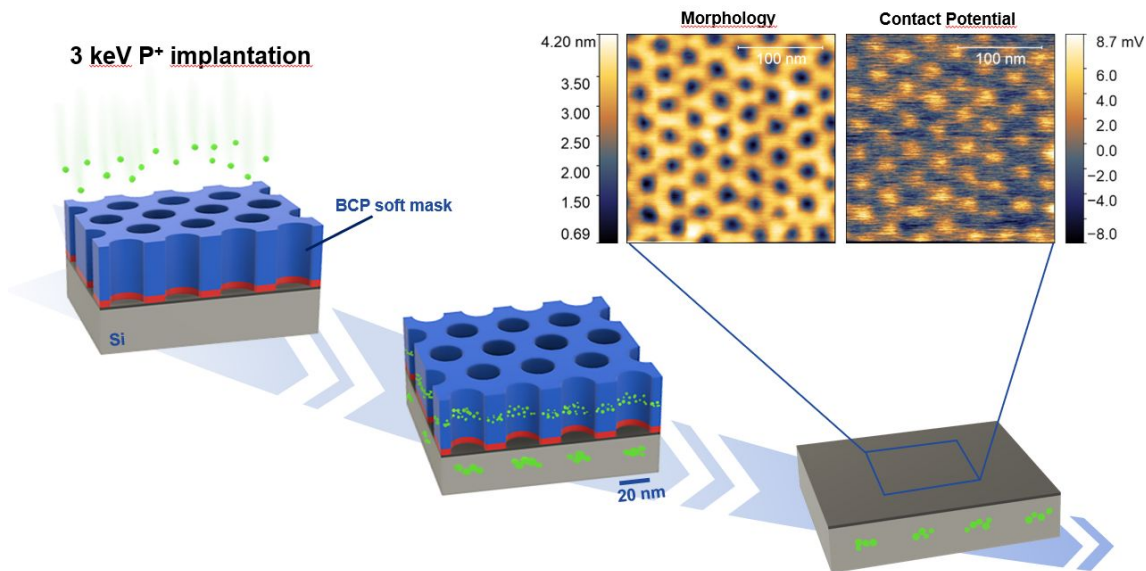 3 keV P⁺ implantation
BCP soft mask
Si
20 nm
Morphology
4.20 nm
3.50
3.00
2.50
2.00
1.50
0.69
100 nm
Contact Potential
100 nm
8.7 mV
6.0
4.0
2.0
0.0
−2.0
−4.0
−8.0